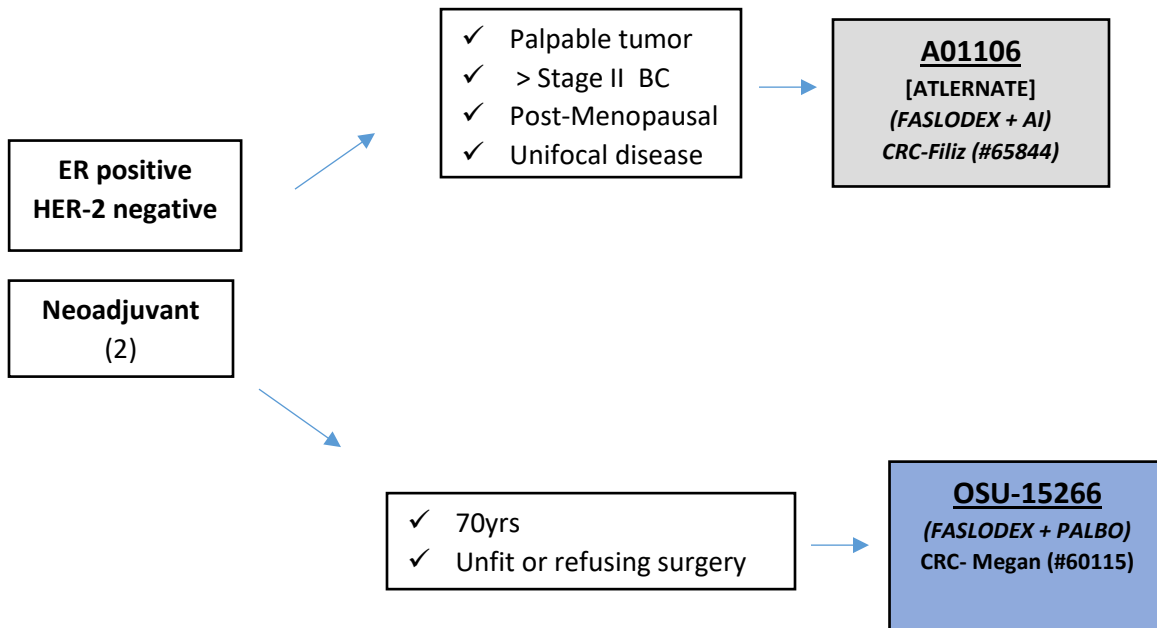 ER positive
HER-2 negative
Neoadjuvant
(2)
✓ Palpable tumor
✓ > Stage II BC
✓ Post-Menopausal
✓ Unifocal disease
A01106
[ATLERNATE]
(FASLODEX + AI)
CRC-Filiz (#65844)
✓ 70yrs
✓ Unfit or refusing surgery
OSU-15266
(FASLODEX + PALBO)
CRC- Megan (#60115)